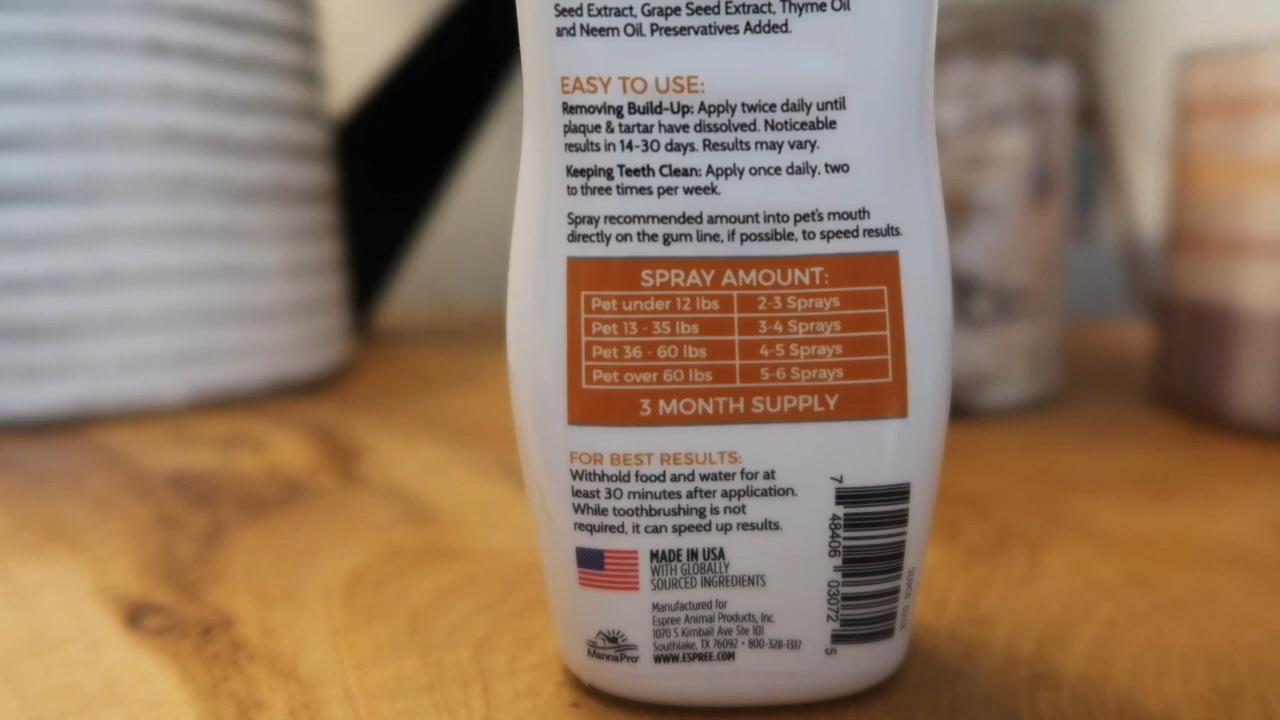 Seed Extract, Grape Seed Extract, Thyme Oil
and Neem Oil. Preservatives Added.
EASY TO USE:
Removing Build-Up: Apply twice daily until
plaque & tartar have dissolved. Noticeable
results in 14-30 days. Results may vary.
Keeping Teeth Clean: Apply once daily, two
to three times per week.
Spray recommended amount into pet's mouth
directly on the gum line, if possible, to speed results.
SPRAY AMOUNT:
Pet under 12 lbs 2-3 Sprays
Pet 13 - 35 lbs 3-4 Sprays
Pet 36 - 60 lbs 4-5 Sprays
Pet over 60 lbs 5-6 Sprays
3 MONTH SUPPLY
FOR BEST RESULTS:
Withhold food and water for at
least 30 minutes after application.
While toothbrushing is not
required, it can speed up results.
MADE IN USA
WITH GLOBALLY
SOURCED INGREDIENTS
Manufactured for
Espree Animal Products, Inc.
1070 S Kimball Ave Ste 101
Southlake, TX 76092 • 800-328-1317
WWW.ESPREE.COM
MannaPro
7 48406 03072 5